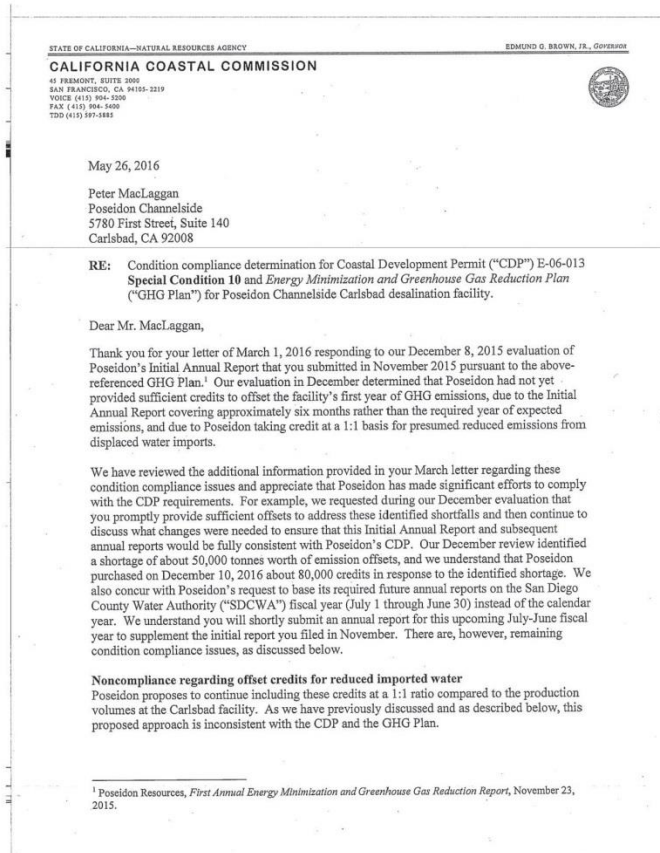 STATE OF CALIFORNIA—NATURAL RESOURCES AGENCY
EDMUND G. BROWN, JR., GOVERNOR
CALIFORNIA COASTAL COMMISSION
45 FREMONT, SUITE 2000
SAN FRANCISCO, CA 94105-2219
VOICE (415) 904-5200
FAX (415) 904-5400
TDD (415) 597-5885
May 26, 2016
Peter MacLaggan
Poseidon Channelside
5780 First Street, Suite 140
Carlsbad, CA 92008
RE: Condition compliance determination for Coastal Development Permit (“CDP”) E-06-013
Special Condition 10 and Energy Minimization and Greenhouse Gas Reduction Plan
(“GHG Plan”) for Poseidon Channelside Carlsbad desalination facility.
Dear Mr. MacLaggan,
Thank you for your letter of March 1, 2016 responding to our December 8, 2015 evaluation of
Poseidon’s Initial Annual Report that you submitted in November 2015 pursuant to the above-
referenced GHG Plan.¹ Our evaluation in December determined that Poseidon had not yet
provided sufficient credits to offset the facility’s first year of GHG emissions, due to the Initial
Annual Report covering approximately six months rather than the required year of expected
emissions, and due to Poseidon taking credit at a 1:1 basis for presumed reduced emissions from
displaced water imports.
We have reviewed the additional information provided in your March letter regarding these
condition compliance issues and appreciate that Poseidon has made significant efforts to comply
with the CDP requirements. For example, we requested during our December evaluation that
you promptly provide sufficient offsets to address these identified shortfalls and then continue to
discuss what changes were needed to ensure that this Initial Annual Report and subsequent
annual reports would be fully consistent with Poseidon’s CDP. Our December review identified
a shortage of about 50,000 tonnes worth of emission offsets, and we understand that Poseidon
purchased on December 10, 2016 about 80,000 credits in response to the identified shortage. We
also concur with Poseidon’s request to base its required future annual reports on the San Diego
County Water Authority (“SDCWA”) fiscal year (July 1 through June 30) instead of the calendar
year. We understand you will shortly submit an annual report for this upcoming July-June fiscal
year to supplement the initial report you filed in November. There are, however, remaining
condition compliance issues, as discussed below.
Noncompliance regarding offset credits for reduced imported water
Poseidon proposes to continue including these credits at a 1:1 ratio compared to the production
volumes at the Carlsbad facility. As we have previously discussed and as described below, this
proposed approach is inconsistent with the CDP and the GHG Plan.
¹ Poseidon Resources, First Annual Energy Minimization and Greenhouse Gas Reduction Report, November 23,
2015.